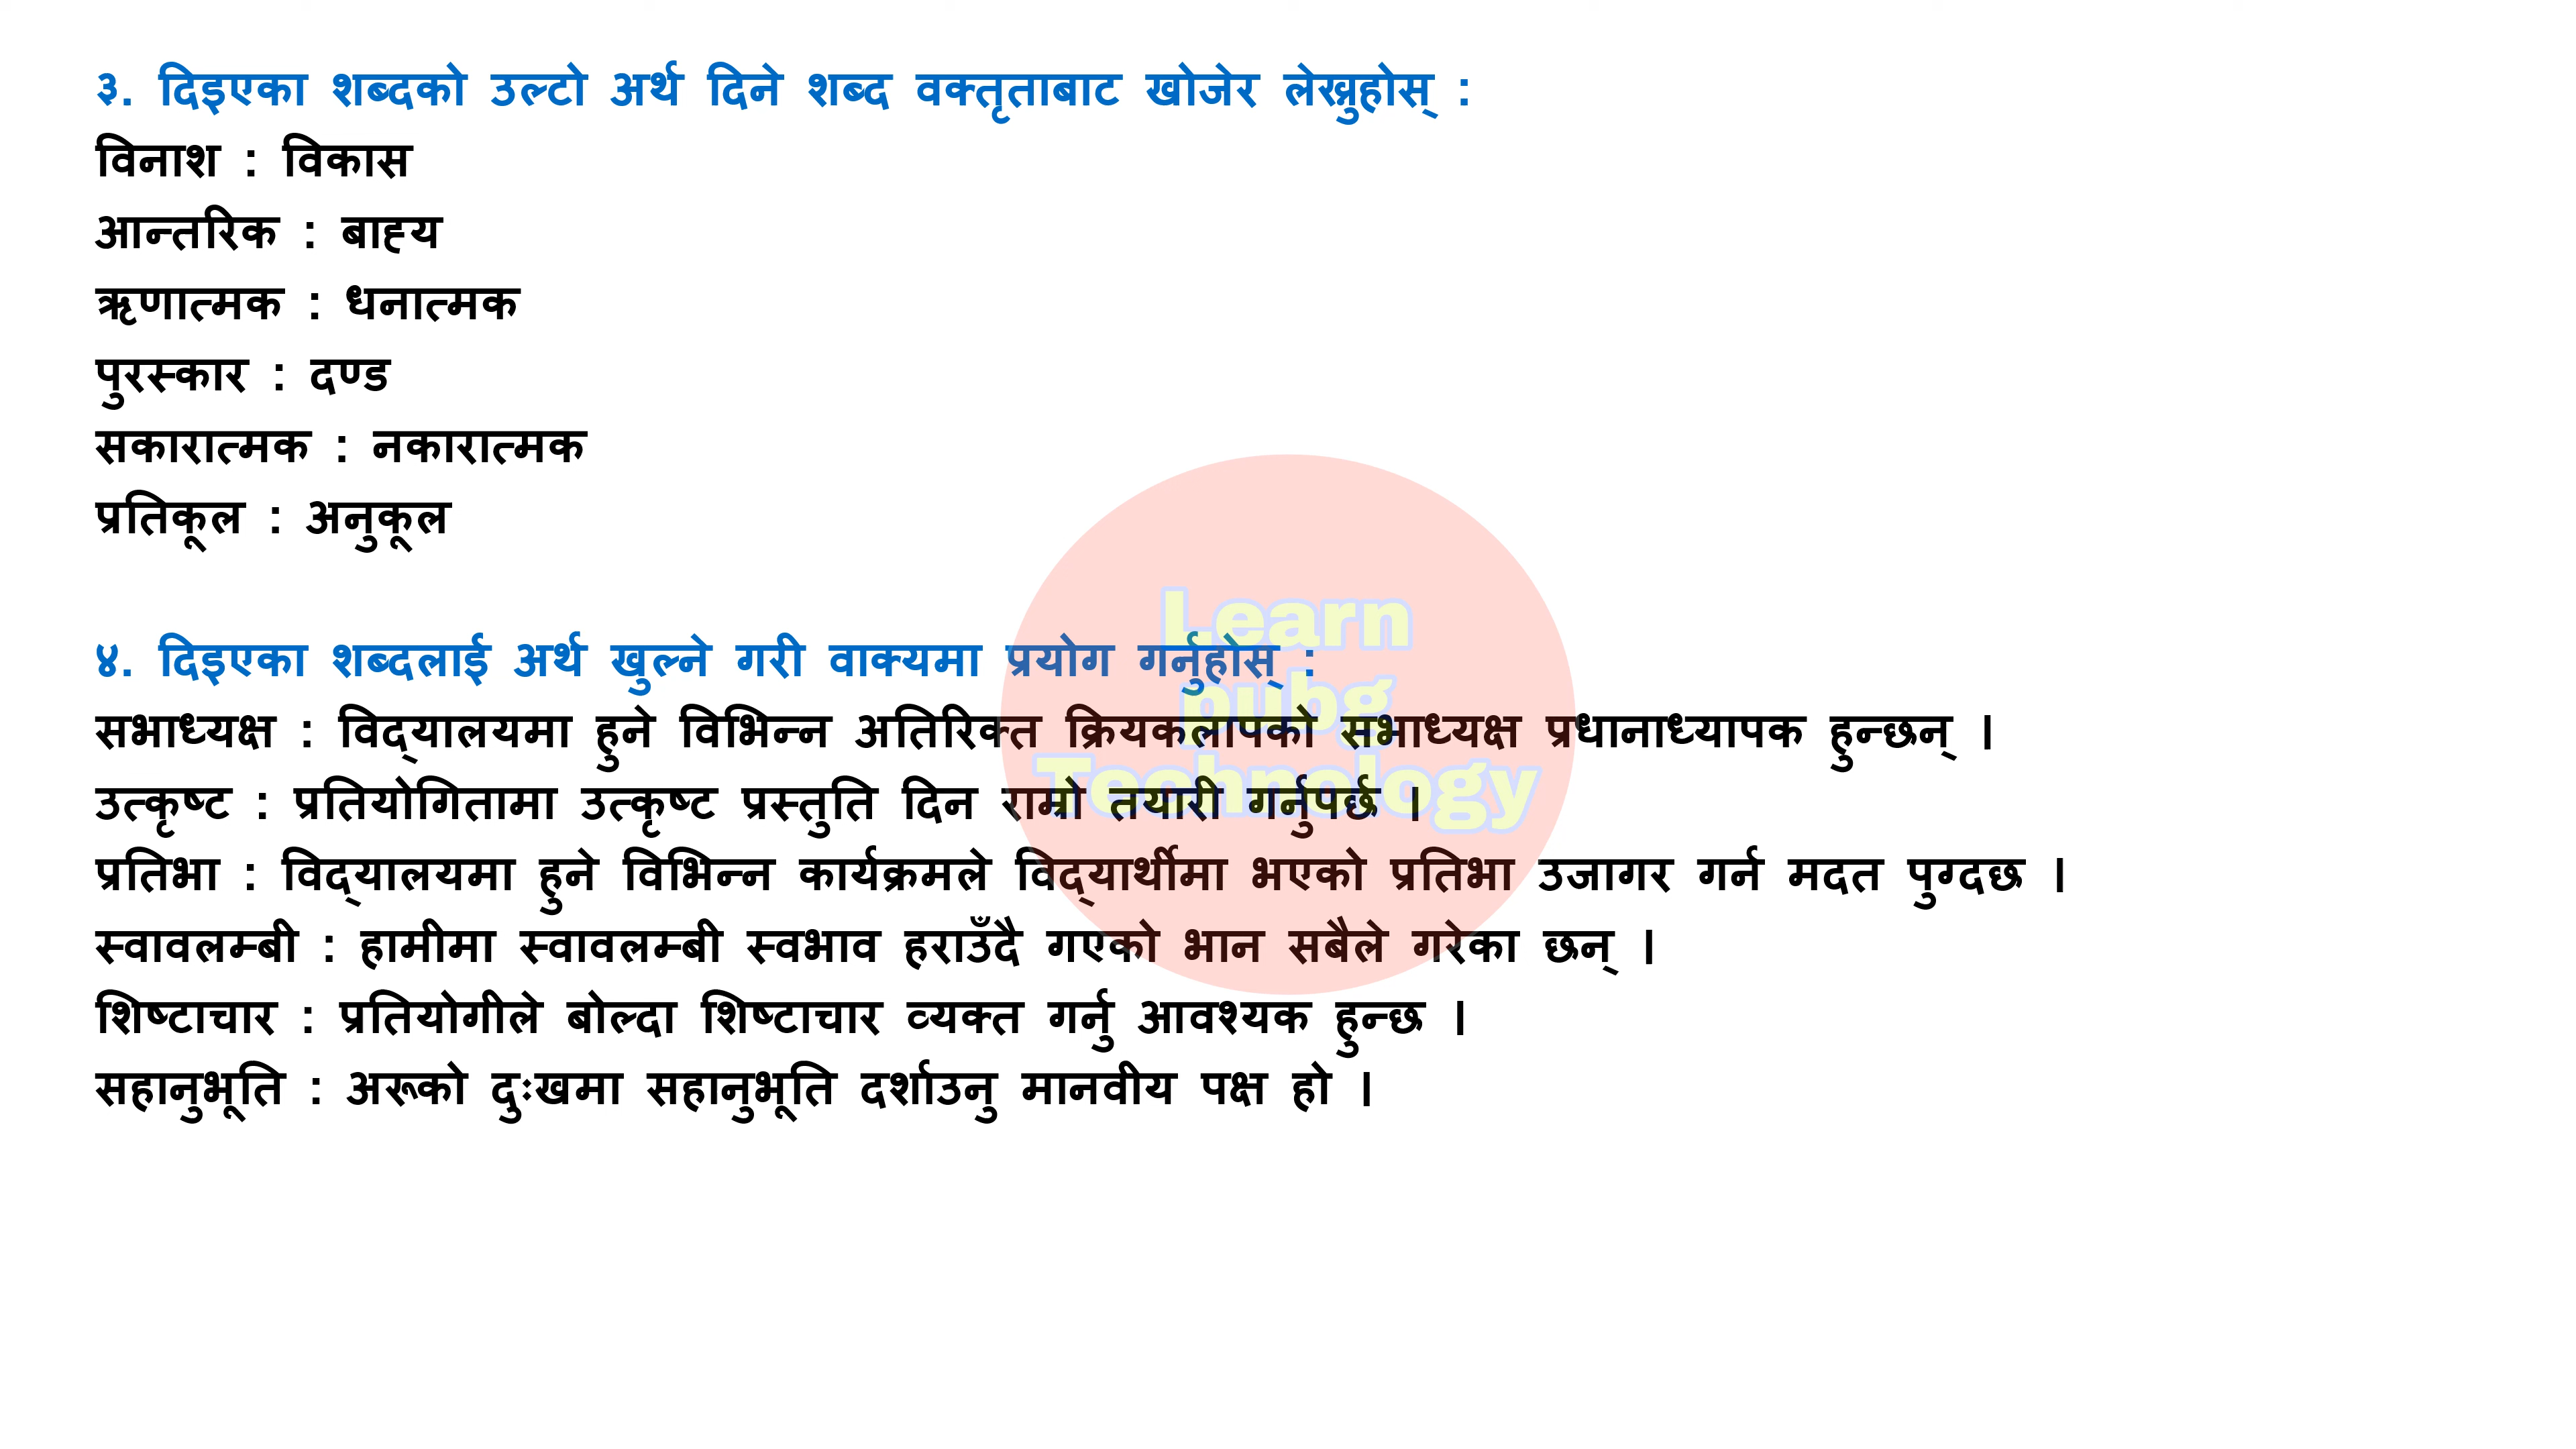 ३. दिइएका शब्दको उल्टो अर्थ दिने शब्द वक्तृताबाट खोजेर लेख्नुहोस् :
विनाश : विकास
आन्तरिक : बाह्य
ऋणात्मक : धनात्मक
पुरस्कार : दण्ड
सकारात्मक : नकारात्मक
प्रतिकूल : अनुकूल
४. दिइएका शब्दलाई अर्थ खुल्ने गरी वाक्यमा प्रयोग गर्नुहोस् :
सभाध्यक्ष : विद्यालयमा हुने विभिन्न अतिरिक्त क्रियकलापको सभाध्यक्ष प्रधानाध्यापक हुन्छन् ।
उत्कृष्ट : प्रतियोगितामा उत्कृष्ट प्रस्तुति दिन राम्रो तयारी गर्नुपर्छ ।
प्रतिभा : विद्यालयमा हुने विभिन्न कार्यक्रमले विद्यार्थीमा भएको प्रतिभा उजागर गर्न मदत पुग्दछ ।
स्वावलम्बी : हामीमा स्वावलम्बी स्वभाव हराउँदै गएको भान सबैले गरेका छन् ।
शिष्टाचार : प्रतियोगीले बोल्दा शिष्टाचार व्यक्त गर्नु आवश्यक हुन्छ ।
सहानुभूति : अरूको दुःखमा सहानुभूति दर्शाउनु मानवीय पक्ष हो ।
Learn
pubg
Technology